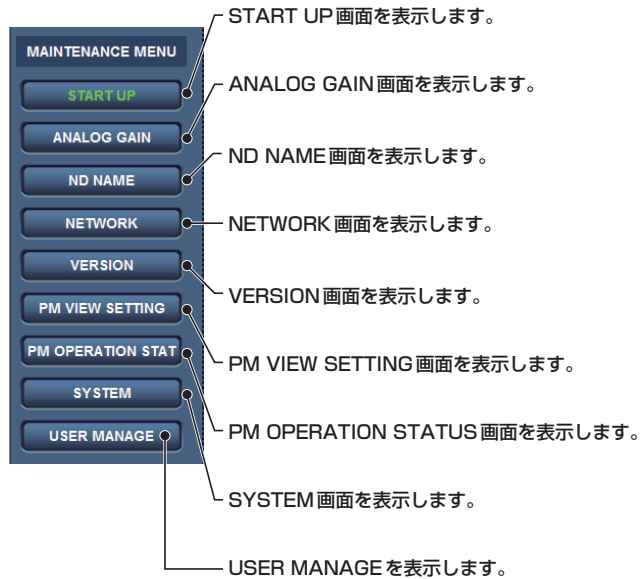 START UP画面を表示します。
MAINTENANCE MENU
START UP
ANALOG GAIN画面を表示します。
ANALOG GAIN
ND NAME画面を表示します。
ND NAME
NETWORK
NETWORK画面を表示します。
VERSION
VERSION画面を表示します。
PM VIEW SETTING
PM OPERATION STAT
PM VIEW SETTING画面を表示します。
SYSTEM
USER MANAGE
PM OPERATION STATUS画面を表示します。
SYSTEM画面を表示します。
USER MANAGEを表示します。